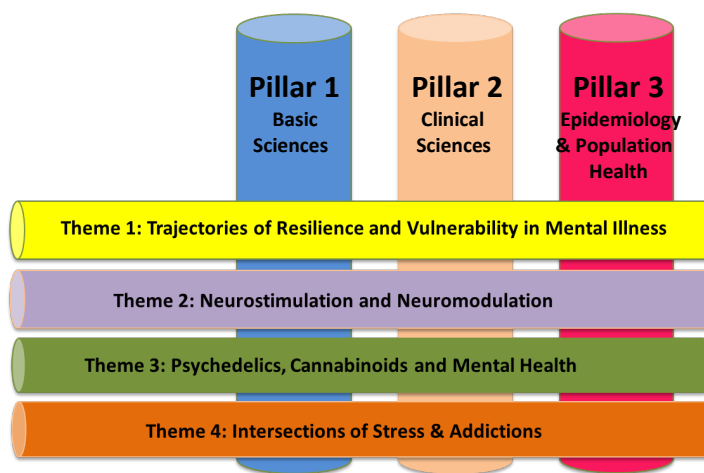 Pillar 1
Basic
Sciences
Pillar 2
Clinical
Sciences
Pillar 3
Epidemiology
& Population
Health
Theme 1: Trajectories of Resilience and Vulnerability in Mental Illness
Theme 2: Neurostimulation and Neuromodulation
Theme 3: Psychedelics, Cannabinoids and Mental Health
Theme 4: Intersections of Stress & Addictions